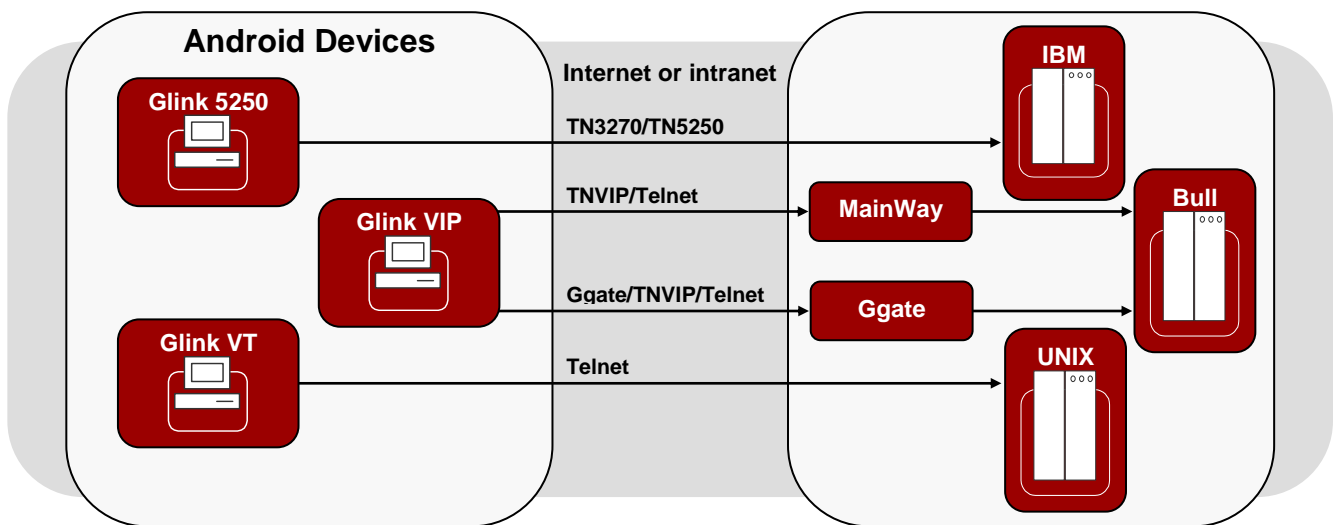 Android Devices
Internet or intranet
IBM
Glink 5250
TN3270/TN5250
Glink VIP
TNVIP/Telnet
MainWay
Bull
Ggate/TNVIP/Telnet
Ggate
Glink VT
Telnet
UNIX